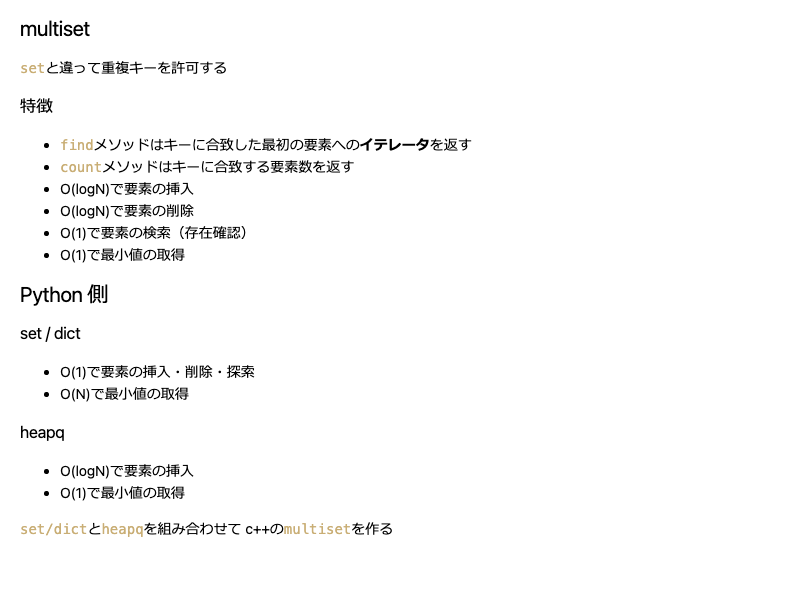 multiset
setと違って重複キーを許可する
特徴
• findメソッドはキーに合致した最初の要素へのイテレータを返す
• countメソッドはキーに合致する要素数を返す
• O(logN)で要素の挿入
• O(logN)で要素の削除
• O(1)で要素の検索（存在確認）
• O(1)で最小値の取得
Python 側
set / dict
• O(1)で要素の挿入・削除・探索
• O(N)で最小値の取得
heapq
• O(logN)で要素の挿入
• O(1)で最小値の取得
set/dictとheapqを組み合わせて c++のmultisetを作る